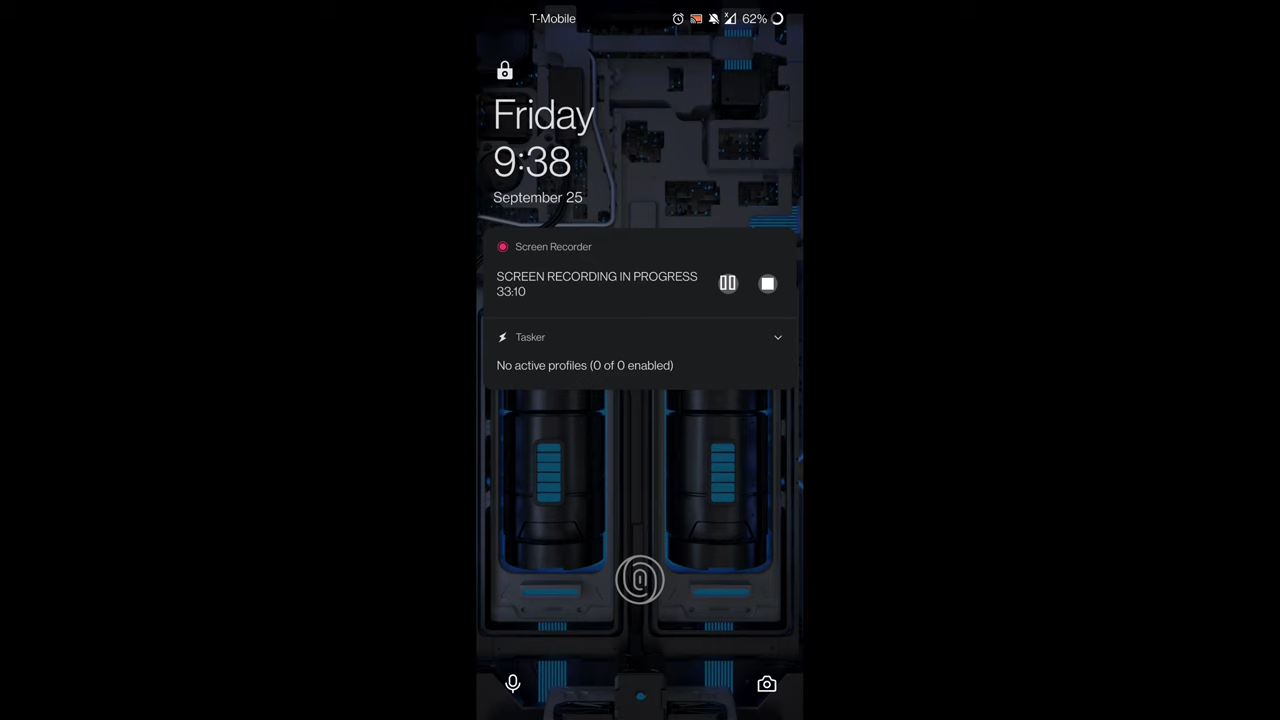 T-Mobile
62%
Friday
9:38
September 25
Screen Recorder
SCREEN RECORDING IN PROGRESS
33:10
Tasker
No active profiles (0 of 0 enabled)